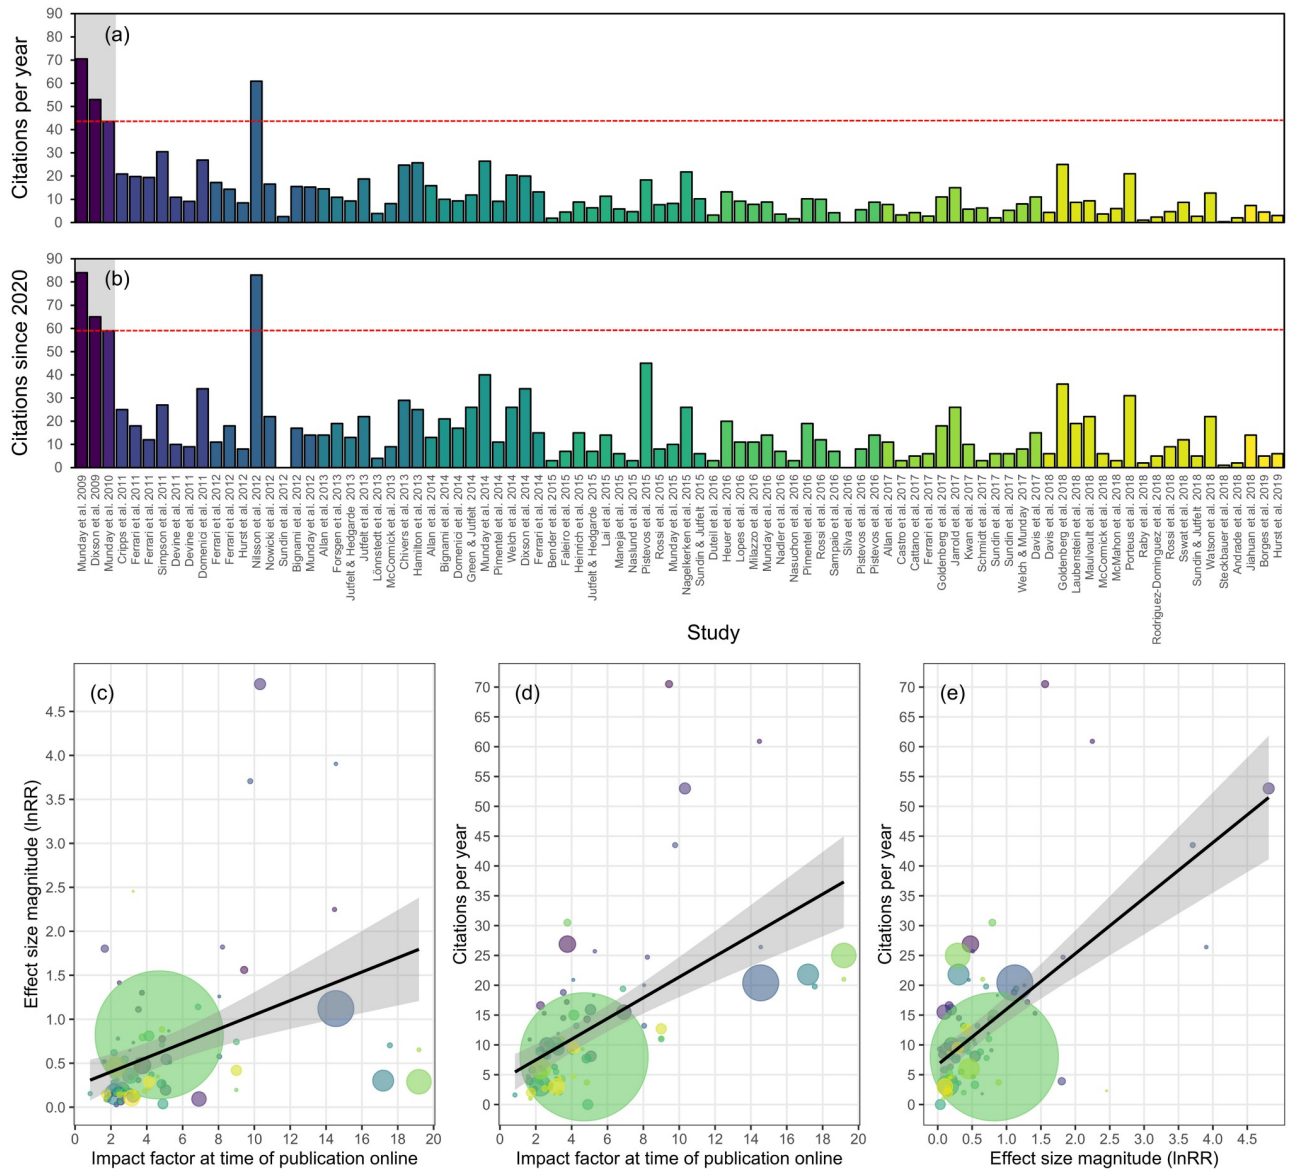 (a)
Citations per year
90
80
70
60
50
40
30
20
10
0
(b)
Citations since 2020
90
80
70
60
50
40
30
20
10
0
Munday et al. 2009
Dixson et al. 2009
Munday et al. 2010
Cripps et al. 2011
Ferrari et al. 2011
Ferrari et al. 2011
Simpson et al. 2011
Devine et al. 2011
Devine et al. 2011
Domenici et al. 2011
Ferrari et al. 2012
Ferrari et al. 2012
Hurst et al. 2012
Nilsson et al. 2012
Nowicki et al. 2012
Sundin et al. 2012
Bignami et al. 2012
Munday et al. 2012
Allan et al. 2013
Forsgren et al. 2013
Jutfelt & Hedgärde 2013
Jutfelt et al. 2013
Lönnstedt et al. 2013
McCormick et al. 2013
Chivers et al. 2013
Hamilton et al. 2013
Allan et al. 2014
Bignami et al. 2014
Domenici et al. 2014
Green & Jutfelt 2014
Munday et al. 2014
Pimentel et al. 2014
Welch et al. 2014
Dixson et al. 2014
Ferrari et al. 2014
Bender et al. 2015
Faleiro et al. 2015
Heinrich et al. 2015
Jutfelt & Hedgarde 2015
Lai et al. 2015
Maneja et al. 2015
Naslund et al. 2015
Pistevos et al. 2015
Rossi et al. 2015
Munday et al. 2015
Nagelkerken et al. 2015
Sundin & Jutfelt 2015
Duteil et al. 2016
Heuer et al. 2016
Lopes et al. 2016
Milazzo et al. 2016
Munday et al. 2016
Nadler et al. 2016
Nasuchon et al. 2016
Pimentel et al. 2016
Rossi et al. 2016
Sampaio et al. 2016
Silva et al. 2016
Pistevos et al. 2016
Pistevos et al. 2016
Allan et al. 2017
Castro et al. 2017
Cattano et al. 2017
Ferrari et al. 2017
Goldenberg et al. 2017
Jarrold et al. 2017
Kwan et al. 2017
Schmidt et al. 2017
Sundin et al. 2017
Sundin et al. 2017
Welch & Munday 2017
Davis et al. 2017
Davis et al. 2018
Goldenberg et al. 2018
Laubenstein et al. 2018
Maulvault et al. 2018
McCormick et al. 2018
McMahon et al. 2018
Porteus et al. 2018
Raby et al. 2018
Rodriguez-Dominguez et al. 2018
Rossi et al. 2018
Sswat et al. 2018
Sundin & Jutfelt 2018
Watson et al. 2018
Steckbauer et al. 2018
Andrade et al. 2018
Jiahuan et al. 2018
Borges et al. 2019
Hurst et al. 2019
Study
(c)
Effect size magnitude (lnRR)
4.5
4.0
3.5
3.0
2.5
2.0
1.5
1.0
0.5
0.0
0 2 4 6 8 10 12 14 16 18 20
Impact factor at time of publication online
(d)
Citations per year
70
65
60
55
50
45
40
35
30
25
20
15
10
5
0
0 2 4 6 8 10 12 14 16 18 20
Impact factor at time of publication online
(e)
Citations per year
70
65
60
55
50
45
40
35
30
25
20
15
10
5
0
0.0 0.5 1.0 1.5 2.0 2.5 3.0 3.5 4.0 4.5
Effect size magnitude (lnRR)